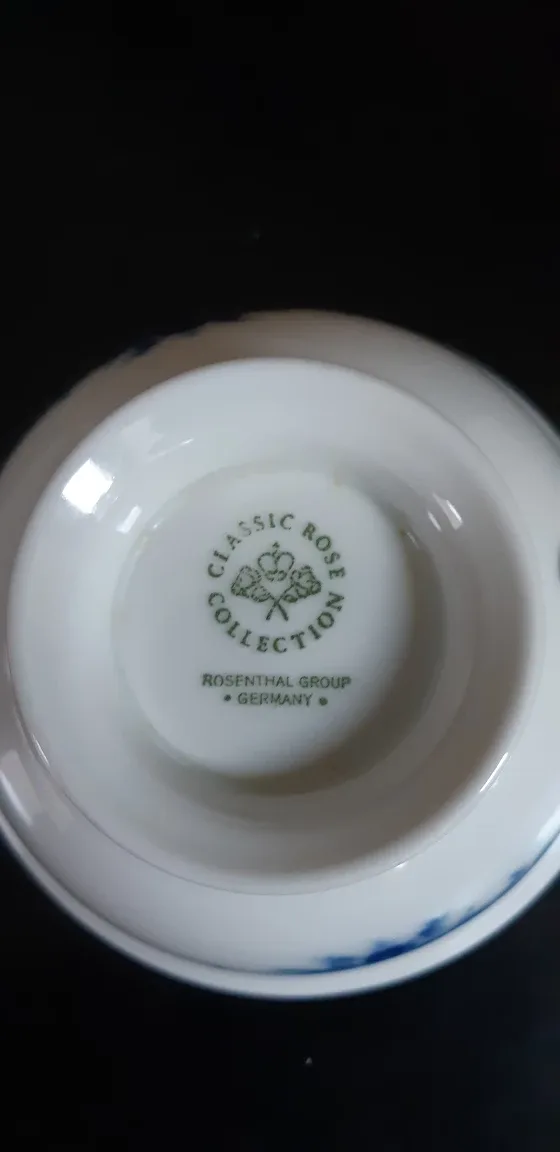 CLASSIC ROSE
COLLECTION
ROSENTHAL GROUP
• GERMANY •